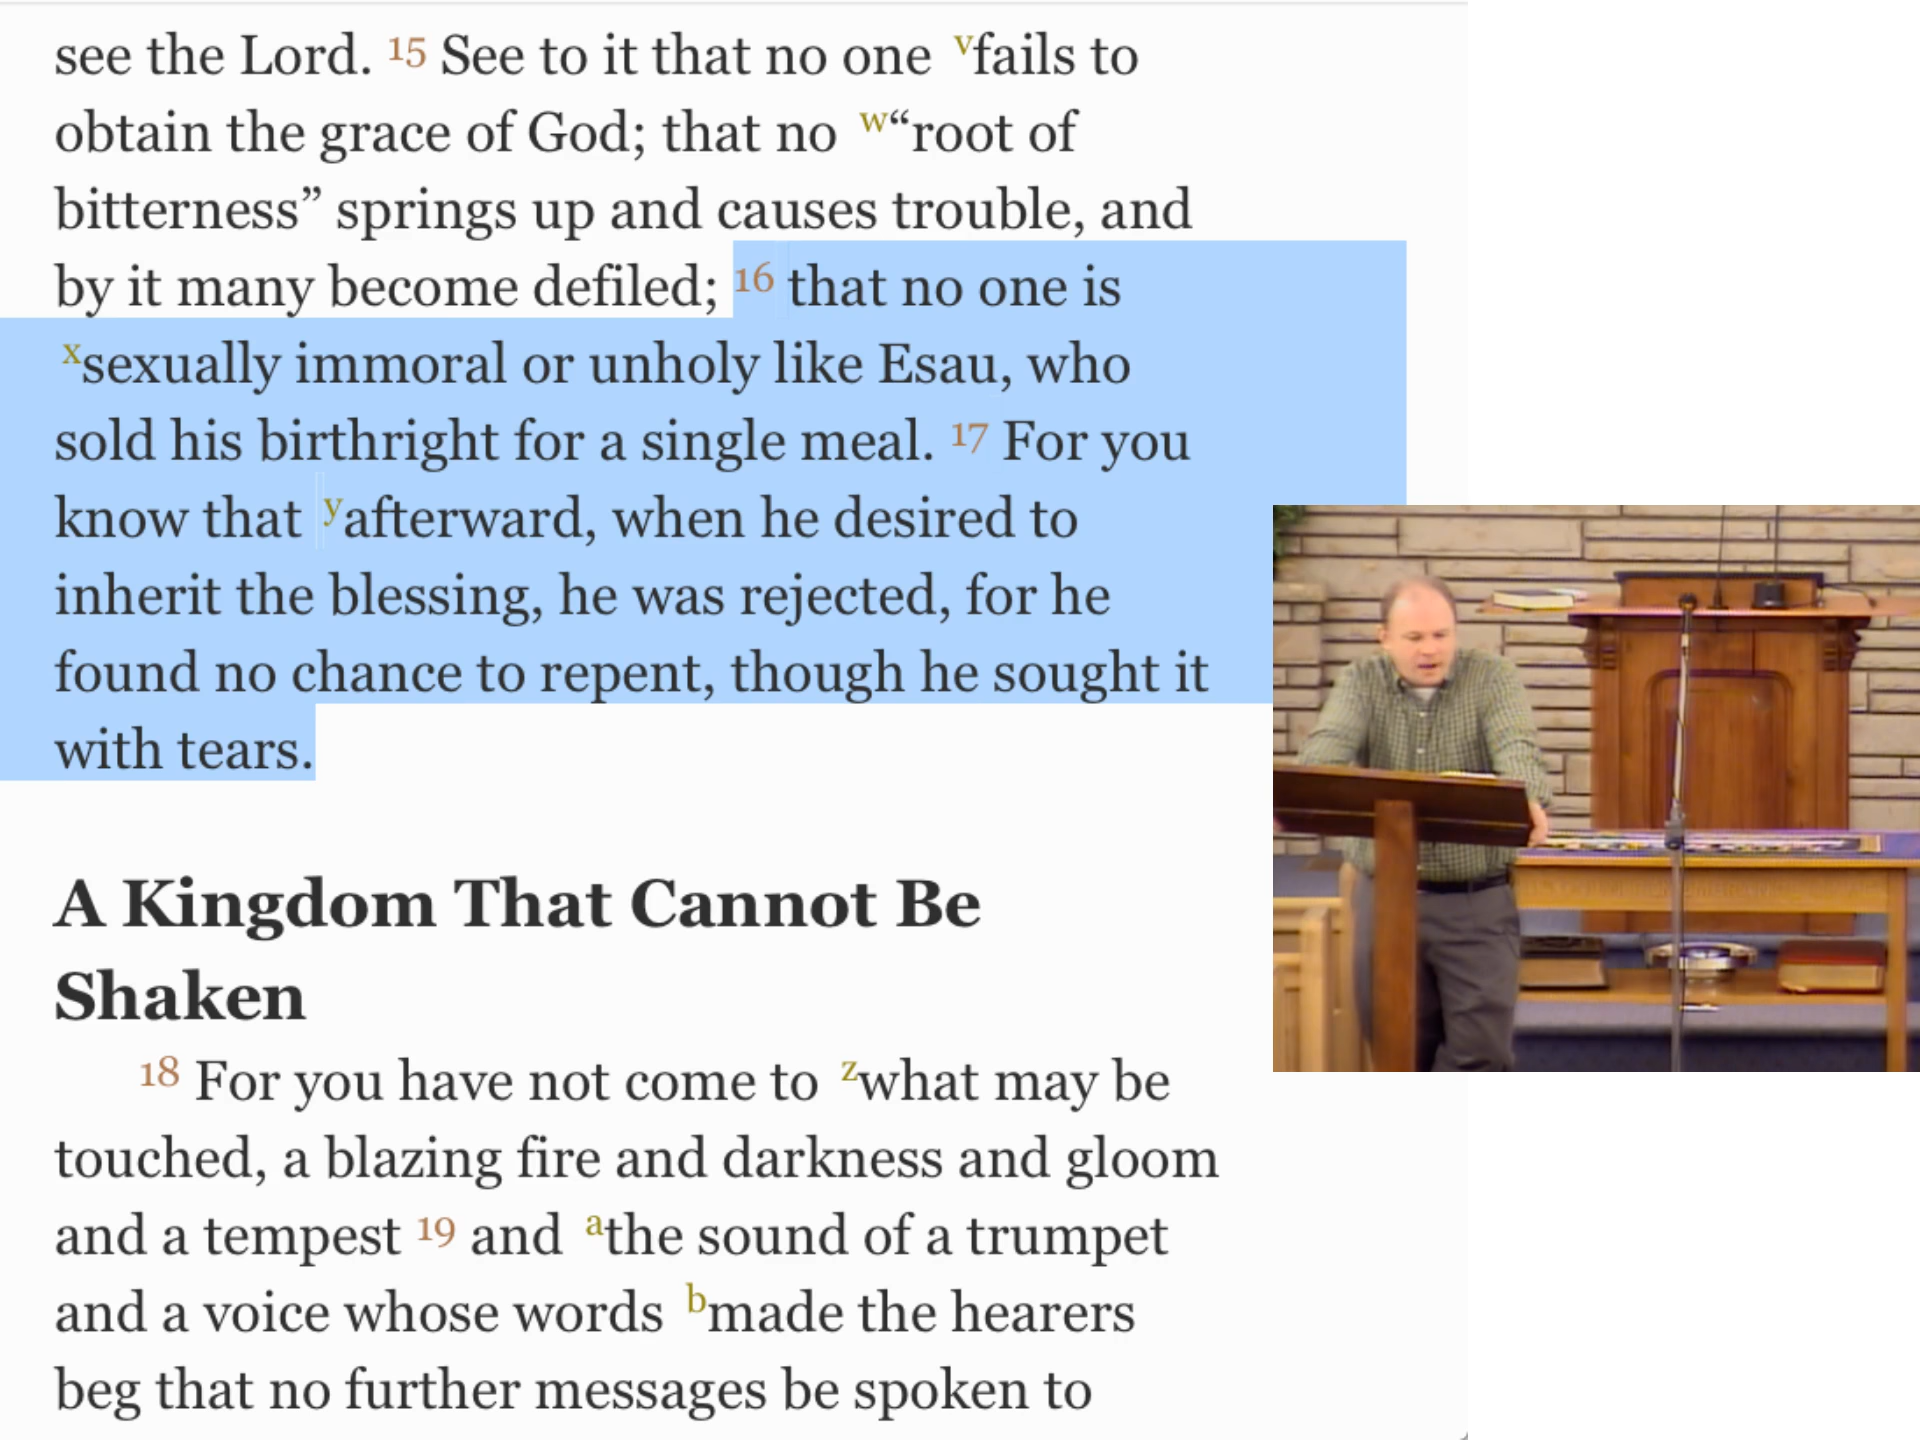 see the Lord. 15 See to it that no one vfails to
obtain the grace of God; that no w“root of
bitterness” springs up and causes trouble, and
by it many become defiled; 16 that no one is
xsexually immoral or unholy like Esau, who
sold his birthright for a single meal. 17 For you
know that yafterward, when he desired to
inherit the blessing, he was rejected, for he
found no chance to repent, though he sought it
with tears.
A Kingdom That Cannot Be
Shaken
18 For you have not come to zwhat may be
touched, a blazing fire and darkness and gloom
and a tempest 19 and athe sound of a trumpet
and a voice whose words bmade the hearers
beg that no further messages be spoken to